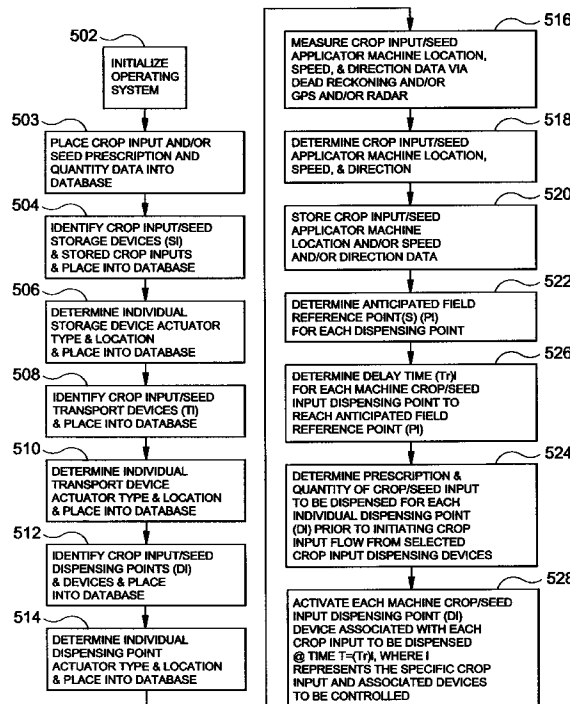 502
INITIALIZE
OPERATING
SYSTEM
503
PLACE CROP INPUT AND/OR
SEED PRESCRIPTION AND
QUANTITY DATA INTO
DATABASE
504
IDENTIFY CROP INPUT/SEED
STORAGE DEVICES (SI)
& STORED CROP INPUTS
& PLACE INTO DATABASE
506
DETERMINE INDIVIDUAL
STORAGE DEVICE ACTUATOR
TYPE & LOCATION
& PLACE INTO DATABASE
508
IDENTIFY CROP INPUT/SEED
TRANSPORT DEVICES (TI)
& PLACE INTO DATABASE
510
DETERMINE INDIVIDUAL
TRANSPORT DEVICE
ACTUATOR TYPE & LOCATION
& PLACE INTO DATABASE
512
IDENTIFY CROP INPUT/SEED
DISPENSING POINTS (DI)
& DEVICES & PLACE
INTO DATABASE
514
DETERMINE INDIVIDUAL
DISPENSING POINT
ACTUATOR TYPE & LOCATION
& PLACE INTO DATABASE
516
MEASURE CROP INPUT/SEED
APPLICATOR MACHINE LOCATION,
SPEED, & DIRECTION DATA VIA
DEAD RECKONING AND/OR
GPS AND/OR RADAR
518
DETERMINE CROP INPUT/SEED
APPLICATOR MACHINE LOCATION,
SPEED, & DIRECTION
520
STORE CROP INPUT/SEED
APPLICATOR MACHINE
LOCATION AND/OR SPEED
AND/OR DIRECTION DATA
522
DETERMINE ANTICIPATED FIELD
REFERENCE POINT(S) (PI)
FOR EACH DISPENSING POINT
526
DETERMINE DELAY TIME (Tr)I
FOR EACH MACHINE CROP/SEED
INPUT DISPENSING POINT TO
REACH ANTICIPATED FIELD
REFERENCE POINT (PI)
524
DETERMINE PRESCRIPTION &
QUANTITY OF CROP/SEED INPUT
TO BE DISPENSED FOR EACH
INDIVIDUAL DISPENSING POINT
(DI) PRIOR TO INITIATING CROP
INPUT FLOW FROM SELECTED
CROP INPUT DISPENSING DEVICES
528
ACTIVATE EACH MACHINE CROP/SEED
INPUT DISPENSING POINT (DI)
DEVICE ASSOCIATED WITH EACH
CROP INPUT TO BE DISPENSED
@ TIME T=(Tr)I, WHERE I
REPRESENTS THE SPECIFIC CROP
INPUT AND ASSOCIATED DEVICES
TO BE CONTROLLED